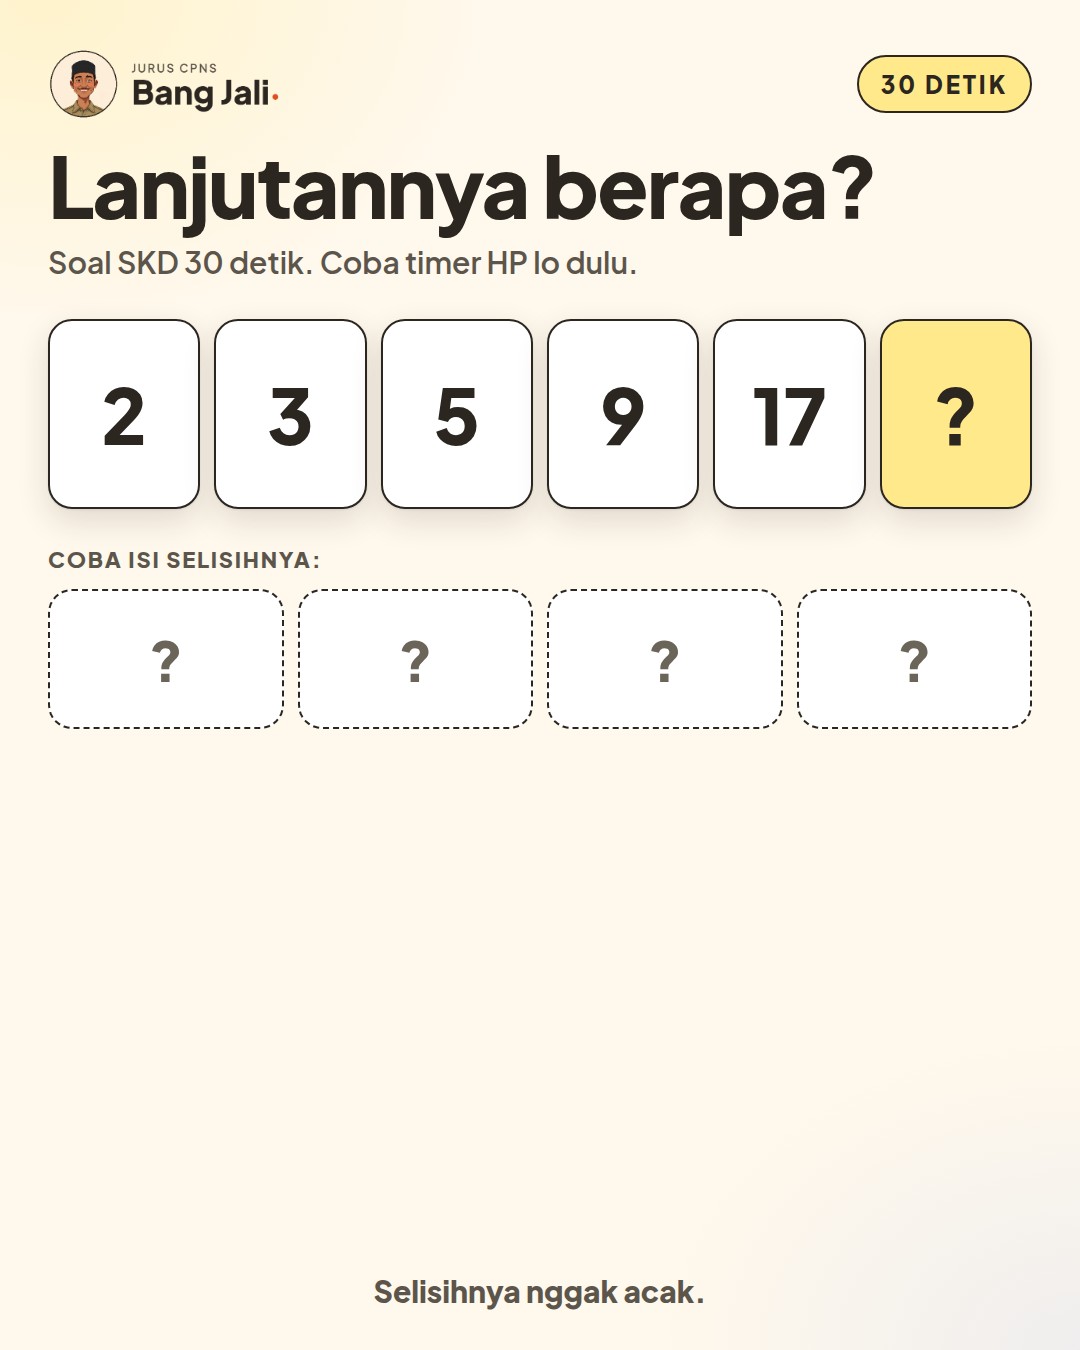 JURUS CPNS
Bang Jali.
30 DETIK
Lanjutannya berapa?
Soal SKD 30 detik. Coba timer HP lo dulu.
2 3 5 9 17 ?
COBA ISI SELISIHNYA:
? ? ? ?
Selisihnya nggak acak.